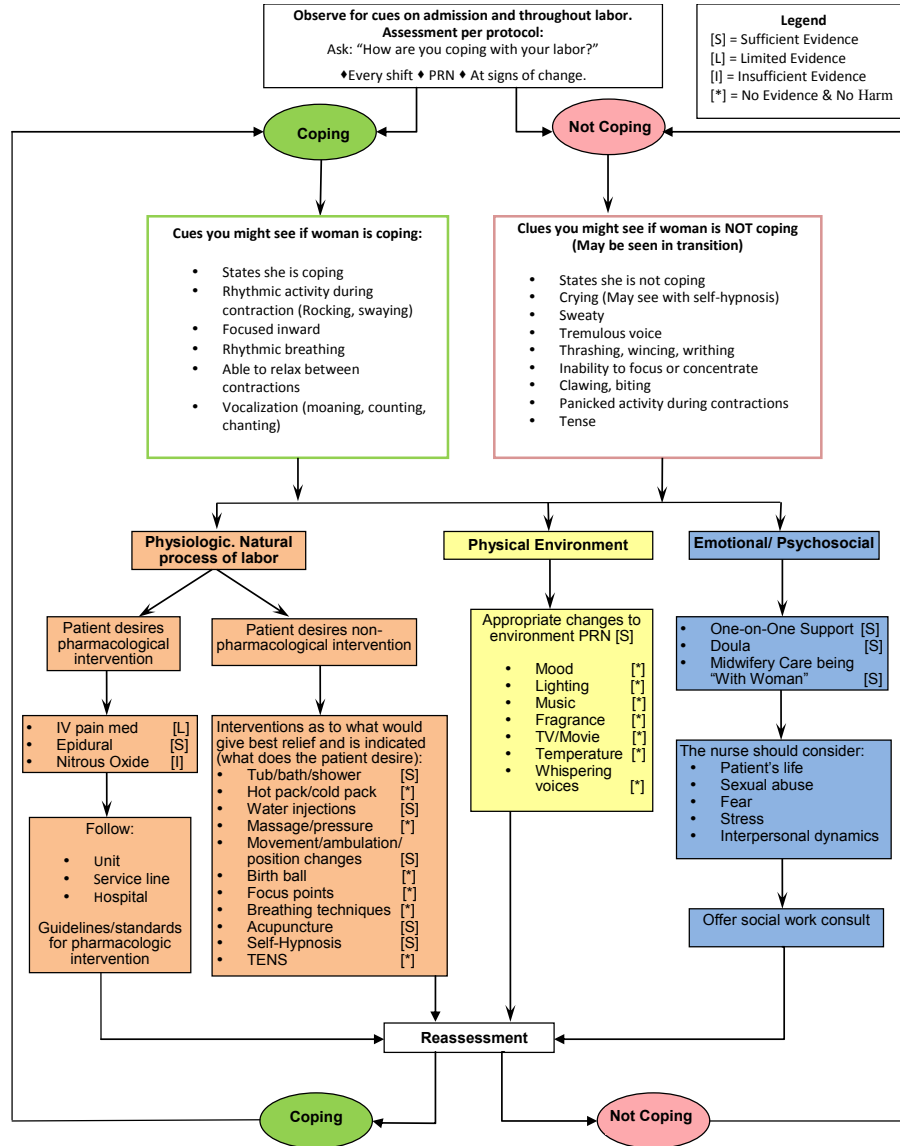 Observe for cues on admission and throughout labor.
Assessment per protocol:
Ask: “How are you coping with your labor?”
♦Every shift ♦ PRN ♦ At signs of change.
Legend
[S] = Sufficient Evidence
[L] = Limited Evidence
[I] = Insufficient Evidence
[*] = No Evidence & No Harm
Coping
Not Coping
Cues you might see if woman is coping:
• States she is coping
• Rhythmic activity during
contraction (Rocking, swaying)
• Focused inward
• Rhythmic breathing
• Able to relax between
contractions
• Vocalization (moaning, counting,
chanting)
Clues you might see if woman is NOT coping
(May be seen in transition)
• States she is not coping
• Crying (May see with self-hypnosis)
• Sweaty
• Tremulous voice
• Thrashing, wincing, writhing
• Inability to focus or concentrate
• Clawing, biting
• Panicked activity during contractions
• Tense
Physiologic. Natural
process of labor
Physical Environment
Emotional/ Psychosocial
Patient desires
pharmacological
intervention
Patient desires non-
pharmacological intervention
• IV pain med [L]
• Epidural [S]
• Nitrous Oxide [I]
Follow:
• Unit
• Service line
• Hospital
Guidelines/standards
for pharmacologic
intervention
Interventions as to what would
give best relief and is indicated
(what does the patient desire):
• Tub/bath/shower [S]
• Hot pack/cold pack [*]
• Water injections [S]
• Massage/pressure [*]
• Movement/ambulation/
position changes [S]
• Birth ball [*]
• Focus points [*]
• Breathing techniques [*]
• Acupuncture [S]
• Self-Hypnosis [S]
• TENS [*]
Appropriate changes to
environment PRN [S]
• Mood [*]
• Lighting [*]
• Music [*]
• Fragrance [*]
• TV/Movie [*]
• Temperature [*]
• Whispering
voices [*]
• One-on-One Support [S]
• Doula [S]
• Midwifery Care being
“With Woman” [S]
The nurse should consider:
• Patient’s life
• Sexual abuse
• Fear
• Stress
• Interpersonal dynamics
Offer social work consult
Reassessment
Coping
Not Coping